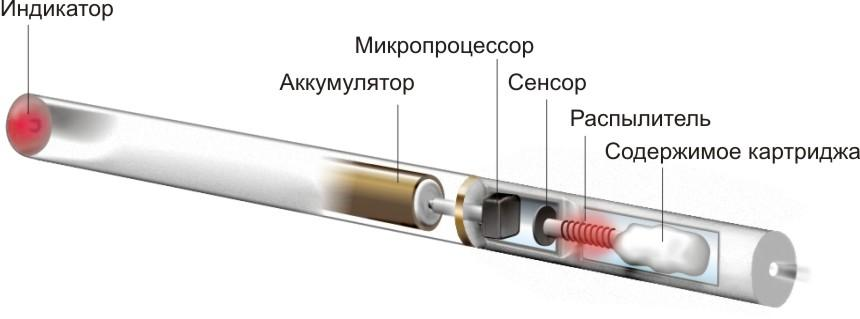 Индикатор
Микропроцессор
Аккумулятор
Сенсор
Распылитель
Содержимое картриджа